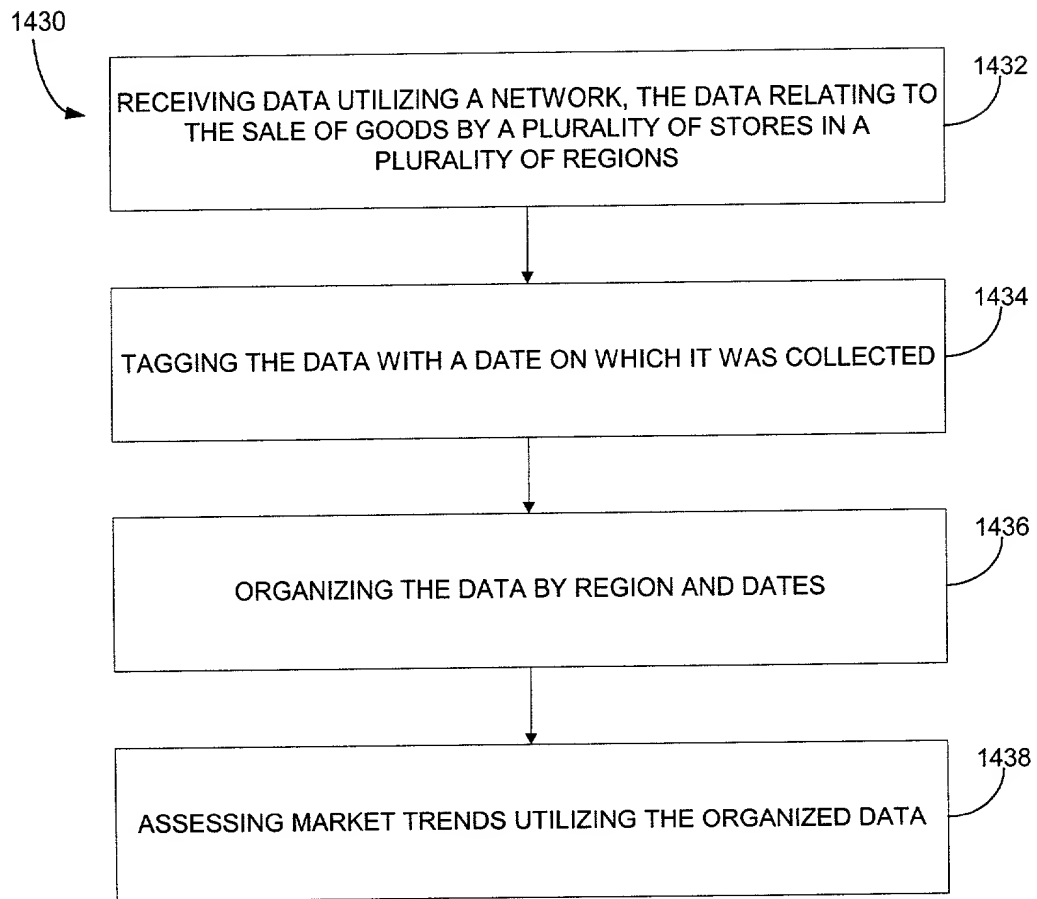 1430
1432
RECEIVING DATA UTILIZING A NETWORK, THE DATA RELATING TO
THE SALE OF GOODS BY A PLURALITY OF STORES IN A
PLURALITY OF REGIONS
1434
TAGGING THE DATA WITH A DATE ON WHICH IT WAS COLLECTED
1436
ORGANIZING THE DATA BY REGION AND DATES
1438
ASSESSING MARKET TRENDS UTILIZING THE ORGANIZED DATA